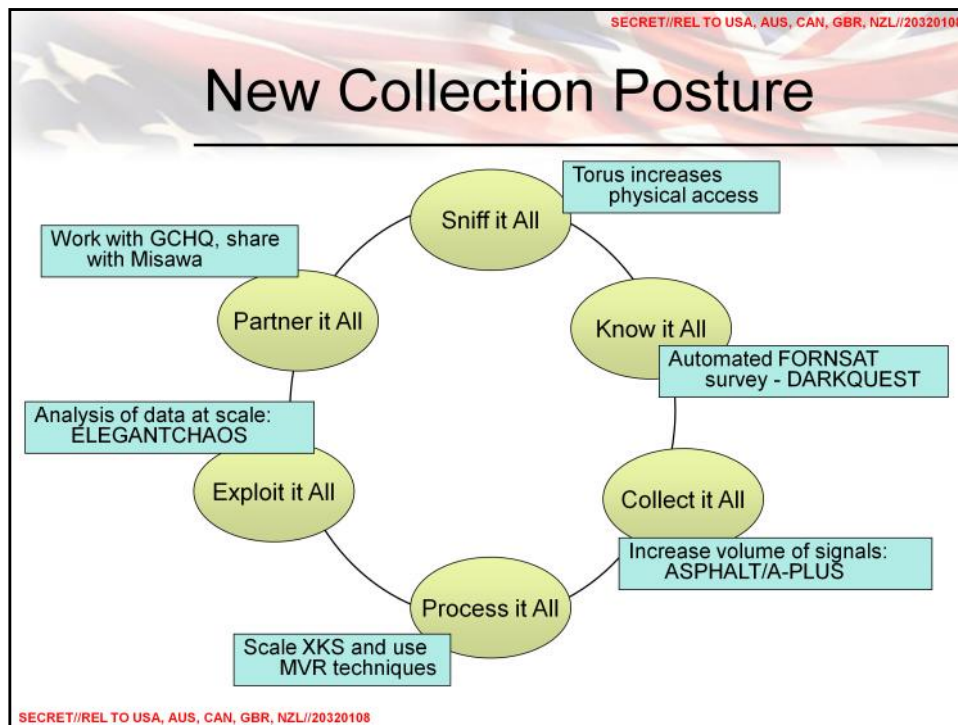 SECRET//REL TO USA, AUS, CAN, GBR, NZL//20320108
New Collection Posture
Sniff it All
Torus increases
physical access
Know it All
Automated FORNSAT
survey - DARKQUEST
Collect it All
Increase volume of signals:
ASPHALT/A-PLUS
Process it All
Scale XKS and use
MVR techniques
Exploit it All
Analysis of data at scale:
ELEGANTCHAOS
Partner it All
Work with GCHQ, share
with Misawa
SECRET//REL TO USA, AUS, CAN, GBR, NZL//20320108